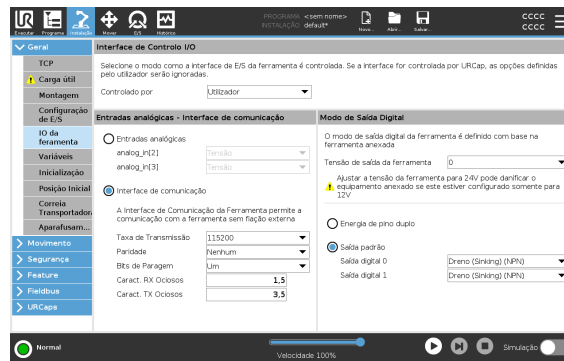 PROGRAMA <sem nome>
INSTALAÇÃO default*
CCCC
CCCC
Executar Programa Instalação Mover E/S Histórico Novo... Abrir... Salvar...
Geral
TCP
Carga útil
Montagem
Configuração de E/S
IO da feramenta
Variáveis
Inicialização
Posição Inicial
Correia Transportadora
Aparafusam...
Movimento
Segurança
Feature
Fieldbus
URCaps
Interface de Controlo I/O
Selecione o modo como a interface de E/S da ferramenta é controlada. Se a interface for controlada por URCap, as opções definidas
pelo utilizador serão ignoradas.
Controlado por Utilizador
Entradas analógicas - Interface de comunicação
Entradas analógicas
analog_in[2] Tensão
analog_in[3] Tensão
Interface de comunicação
A Interface de Comunicação da Ferramenta permite a
comunicação com a ferramenta sem fiação externa
Taxa de Transmissão 115200
Paridade Nenhum
Bits de Paragem Um
Caract. RX Ociosos 1,5
Caract. TX Ociosos 3,5
Modo de Saída Digital
O modo de saída digital da ferramenta é definido com base na
ferramenta anexada
Tensão de saída da ferramenta 0
Ajustar a tensão da ferramenta para 24V pode danificar o
equipamento anexado se este estiver configurado somente para
12V
Energia de pino duplo
Saída padrão
Saída digital 0 Dreno (Sinking) (NPN)
Saída digital 1 Dreno (Sinking) (NPN)
Normal
Velocidade 100%
Simulação